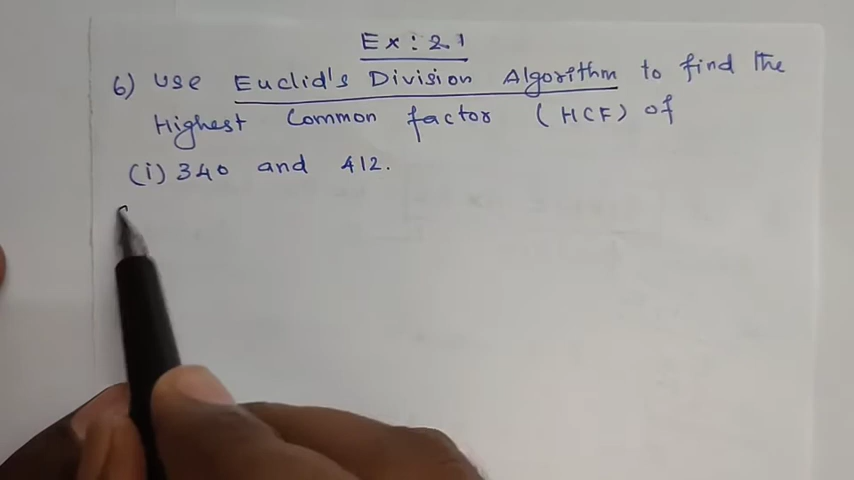 Ex : 2.1
6) Use Euclid's Division Algorithm to find the
Highest Common factor (HCF) of
(i) 340 and 412.